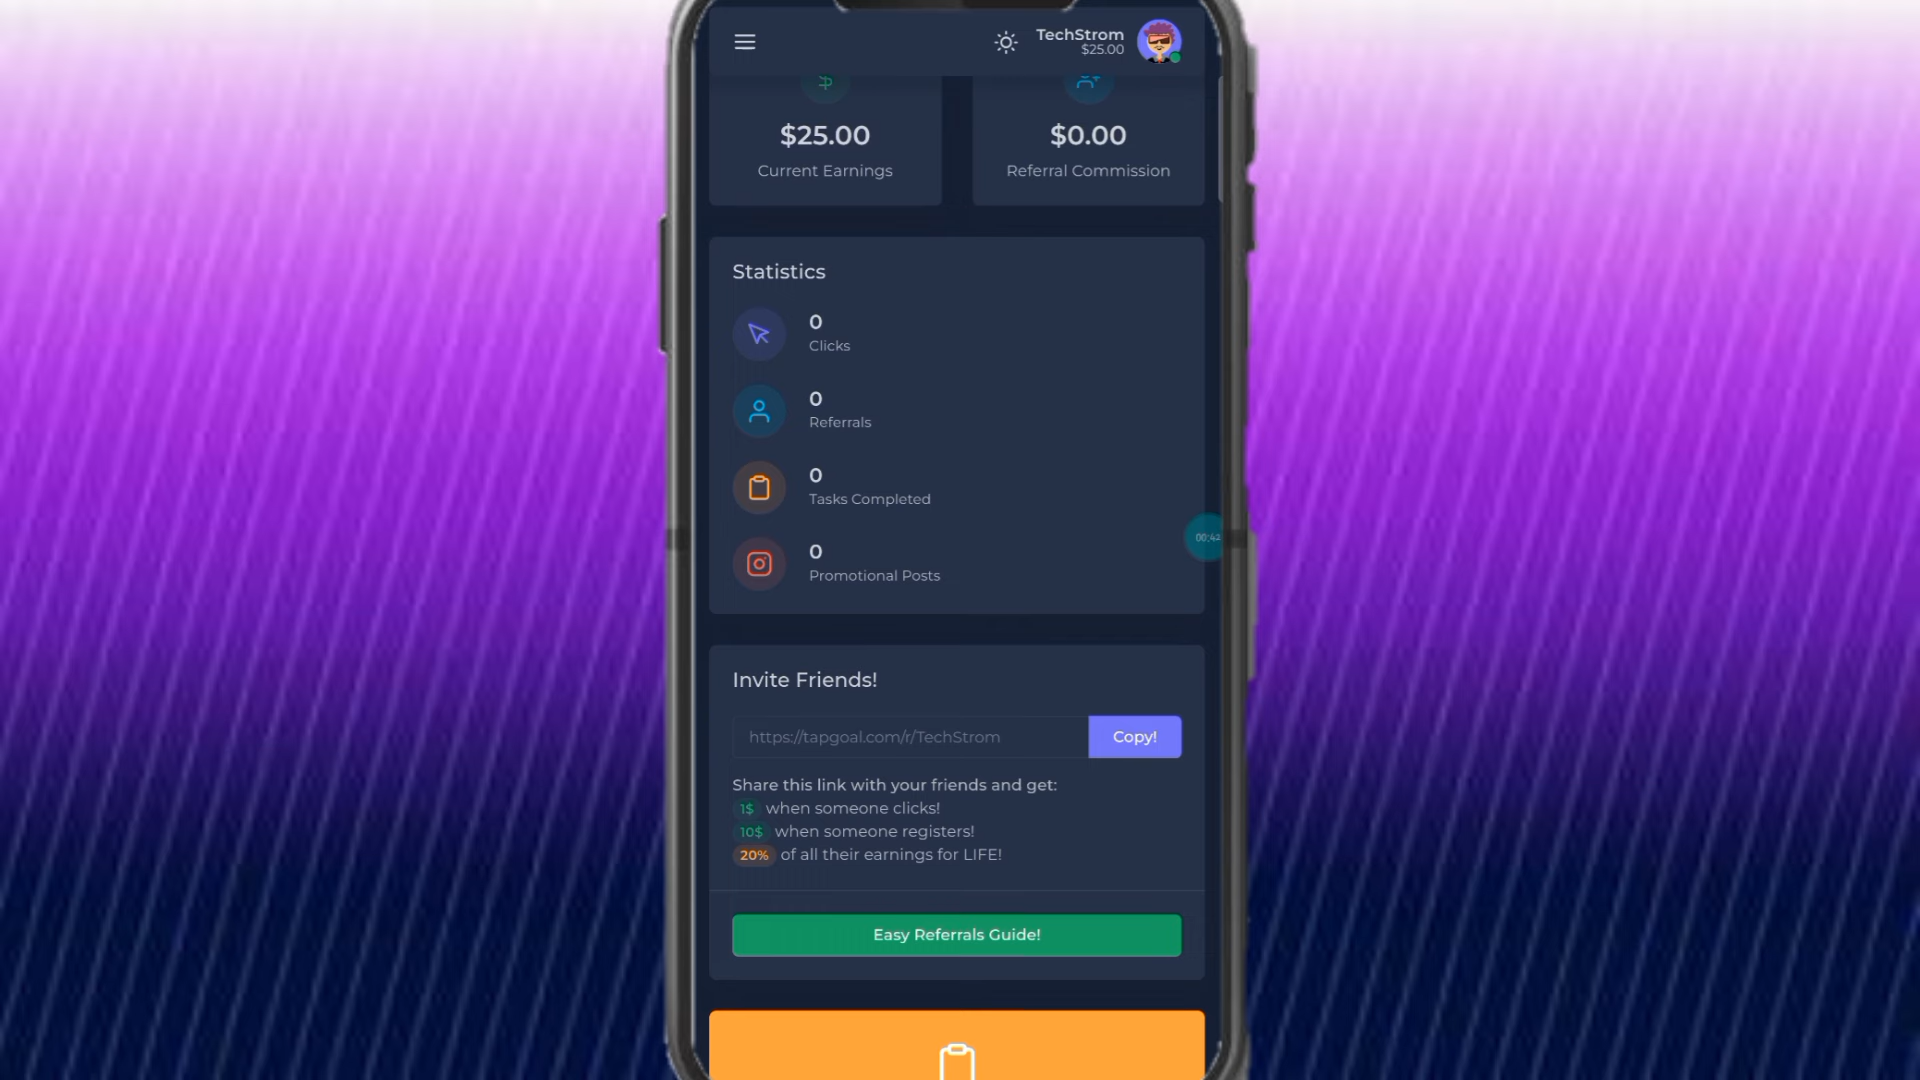 TechStrom
$25.00
$25.00
Current Earnings
$0.00
Referral Commission
Statistics
0
Clicks
0
Referrals
0
Tasks Completed
0
Promotional Posts
00:42
Invite Friends!
https://tapgoal.com/r/TechStrom
Copy!
Share this link with your friends and get:
1$ when someone clicks!
10$ when someone registers!
20% of all their earnings for LIFE!
Easy Referrals Guide!